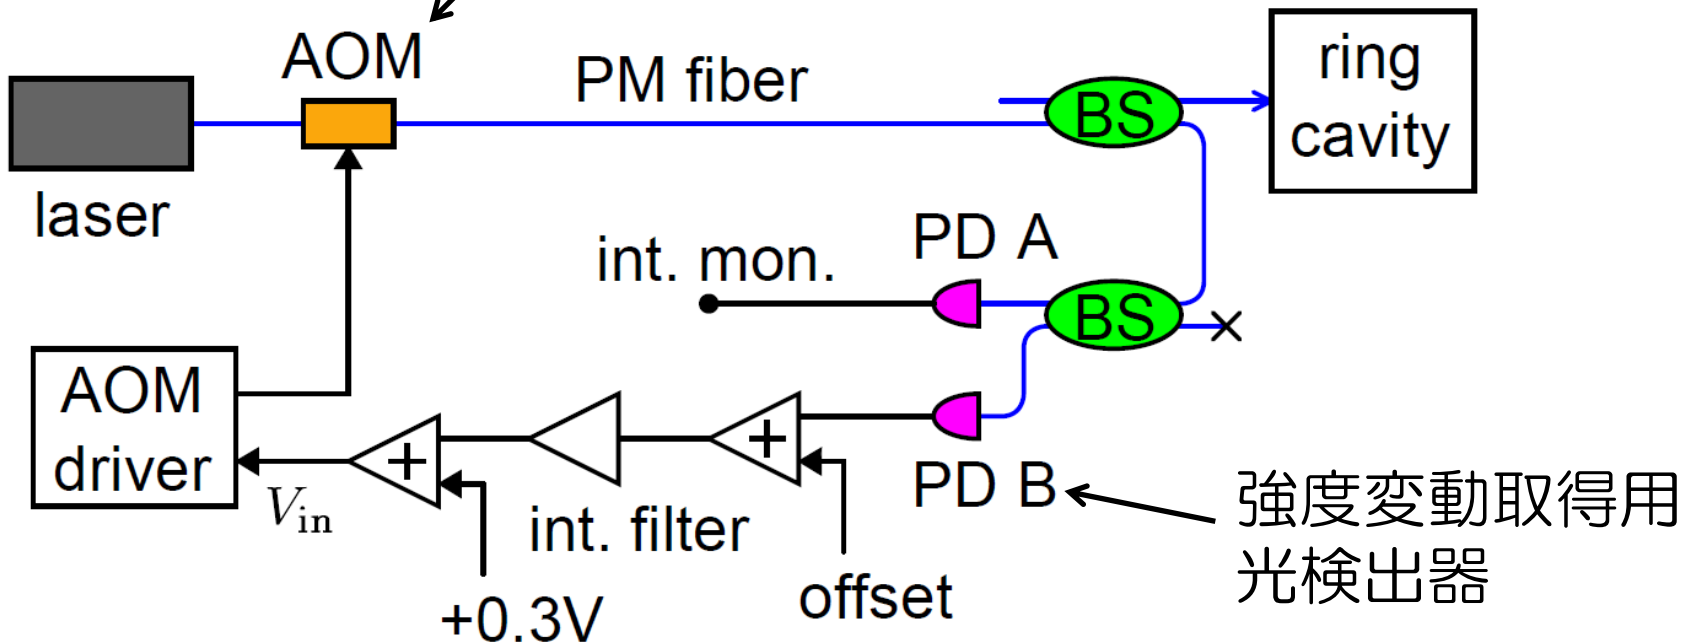 AOM
PM fiber
BS
ring
cavity
laser
int. mon.
PD A
BS
AOM
driver
Vin
+
int. filter
+
PD B
+0.3V
offset
強度変動取得用
光検出器